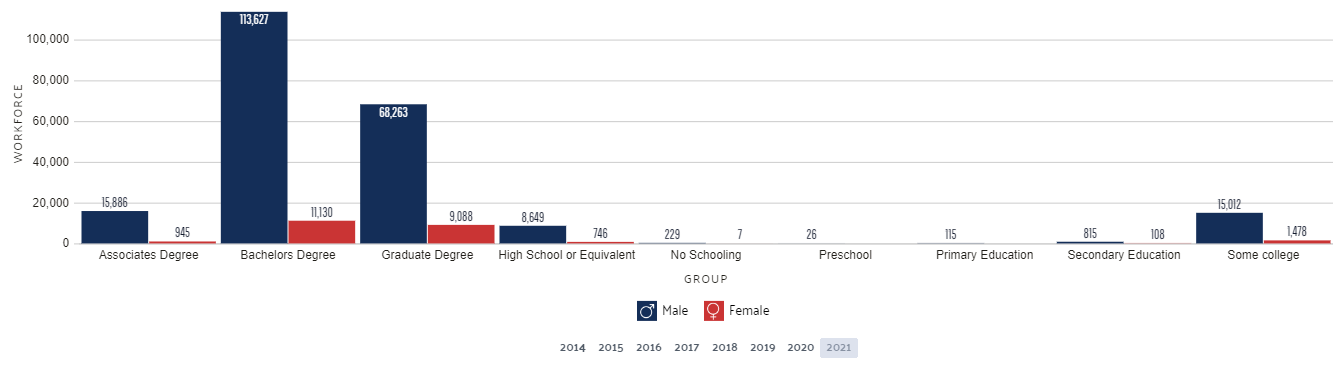 113,627
100,000
80,000
68,263
60,000
40,000
20,000
0
WORKFORCE
15,886
945
11,130
9,088
8,649
746
229
7
26
115
815
108
15,012
1,478
Associates Degree
Bachelors Degree
Graduate Degree
High School or Equivalent
No Schooling
Preschool
Primary Education
Secondary Education
Some college
GROUP
Male
Female
2014 2015 2016 2017 2018 2019 2020 2021